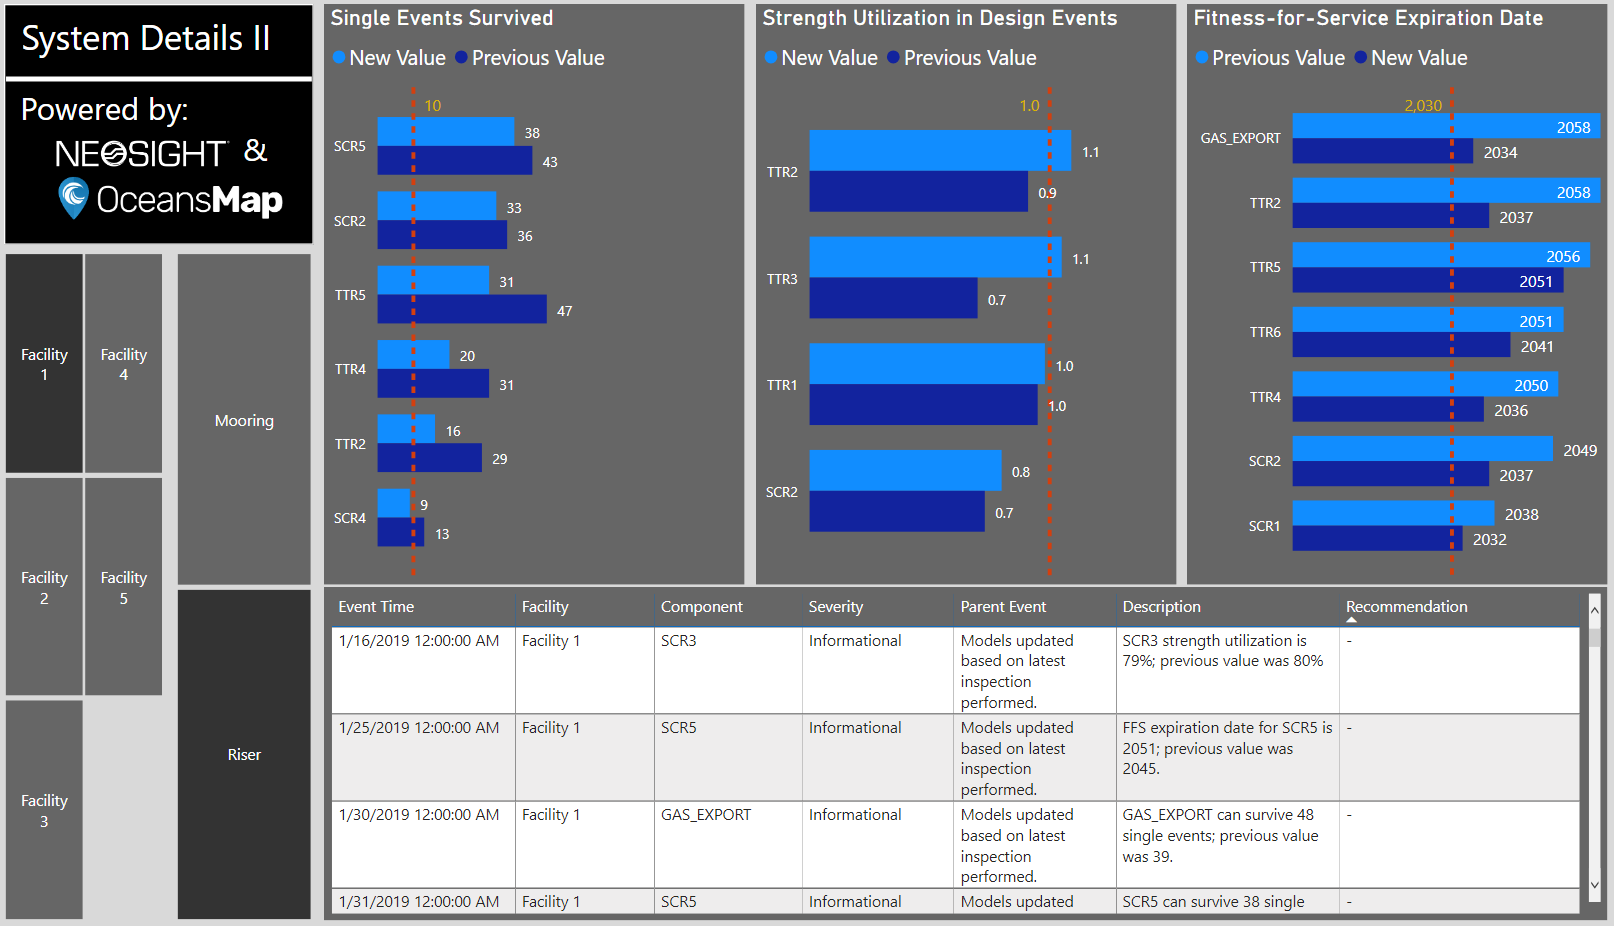 System Details II
Powered by:
NEOSIGHT® &
OceansMap
Facility
1
Facility
4
Facility
2
Facility
5
Facility
3
Mooring
Riser
Single Events Survived
New Value Previous Value
10
SCR5 38
43
SCR2 33
36
TTR5 31
47
TTR4 20
31
TTR2 16
29
SCR4 9
13
Strength Utilization in Design Events
New Value Previous Value
1.0
TTR2 1.1
0.9
TTR3 1.1
0.7
TTR1 1.0
1.0
SCR2 0.8
0.7
Fitness-for-Service Expiration Date
Previous Value New Value
2,030
GAS_EXPORT 2058
2034
TTR2 2058
2037
TTR5 2056
2051
TTR6 2051
2041
TTR4 2050
2036
SCR2 2049
2037
SCR1 2038
2032
Event Time Facility Component Severity Parent Event Description Recommendation
1/16/2019 12:00:00 AM Facility 1 SCR3 Informational Models updated SCR3 strength utilization is -
based on latest 79%; previous value was 80%
inspection
performed.
1/25/2019 12:00:00 AM Facility 1 SCR5 Informational Models updated FFS expiration date for SCR5 is -
based on latest 2051; previous value was
inspection 2045.
performed.
1/30/2019 12:00:00 AM Facility 1 GAS_EXPORT Informational Models updated GAS_EXPORT can survive 48 -
based on latest single events; previous value
inspection was 39.
performed.
1/31/2019 12:00:00 AM Facility 1 SCR5 Informational Models updated SCR5 can survive 38 single -